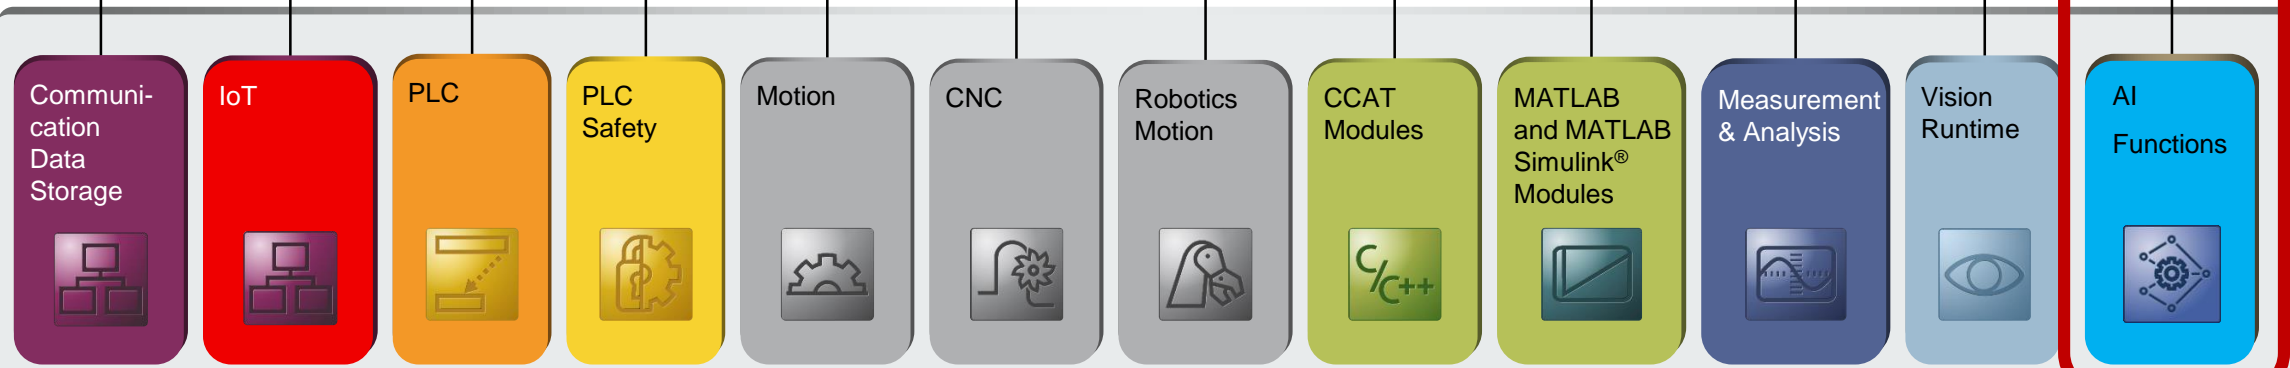 Communi-
cation
Data
Storage
IoT
PLC
PLC
Safety
Motion
CNC
Robotics
Motion
CCAT
Modules
MATLAB
and MATLAB
Simulink®
Modules
Measurement
& Analysis
Vision
Runtime
AI
Functions
C/C++